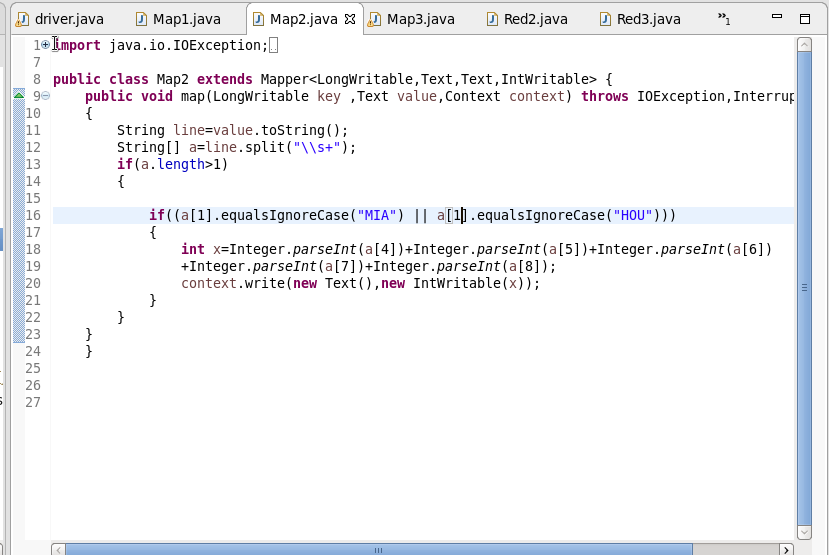 driver.java Map1.java Map2.java Map3.java Red2.java Red3.java »1
1 import java.io.IOException;
7
8 public class Map2 extends Mapper<LongWritable,Text,Text,IntWritable> {
9 public void map(LongWritable key ,Text value,Context context) throws IOException,Interrup
10 {
11 String line=value.toString();
12 String[] a=line.split("\\s+");
13 if(a.length>1)
14 {
15
16 if((a[1].equalsIgnoreCase("MIA") || a[1].equalsIgnoreCase("HOU")))
17 {
18 int x=Integer.parseInt(a[4])+Integer.parseInt(a[5])+Integer.parseInt(a[6])
19 +Integer.parseInt(a[7])+Integer.parseInt(a[8]);
20 context.write(new Text(),new IntWritable(x));
21 }
22 }
23 }
24 }
25
26
27